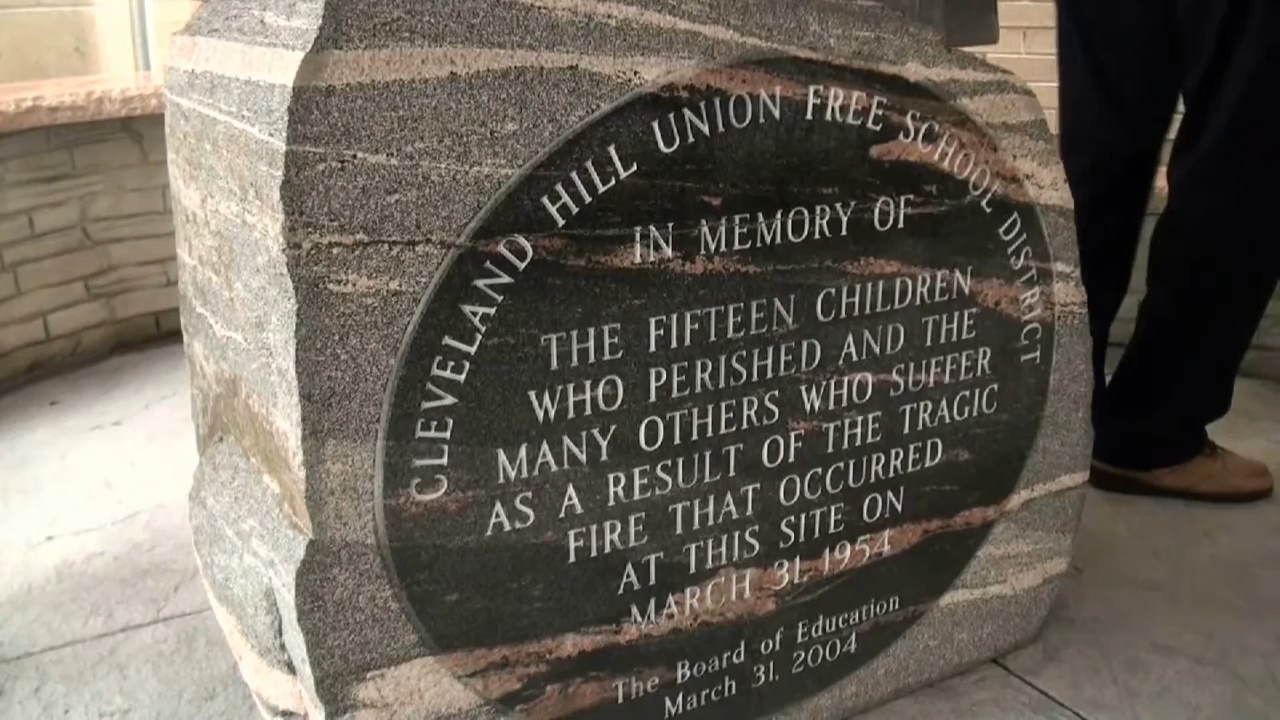 CLEVELAND HILL UNION FREE SCHOOL DISTRICT
IN MEMORY OF
THE FIFTEEN CHILDREN
WHO PERISHED AND THE
MANY OTHERS WHO SUFFER
AS A RESULT OF THE TRAGIC
FIRE THAT OCCURRED
AT THIS SITE ON
MARCH 31, 1954
The Board of Education
March 31, 2004